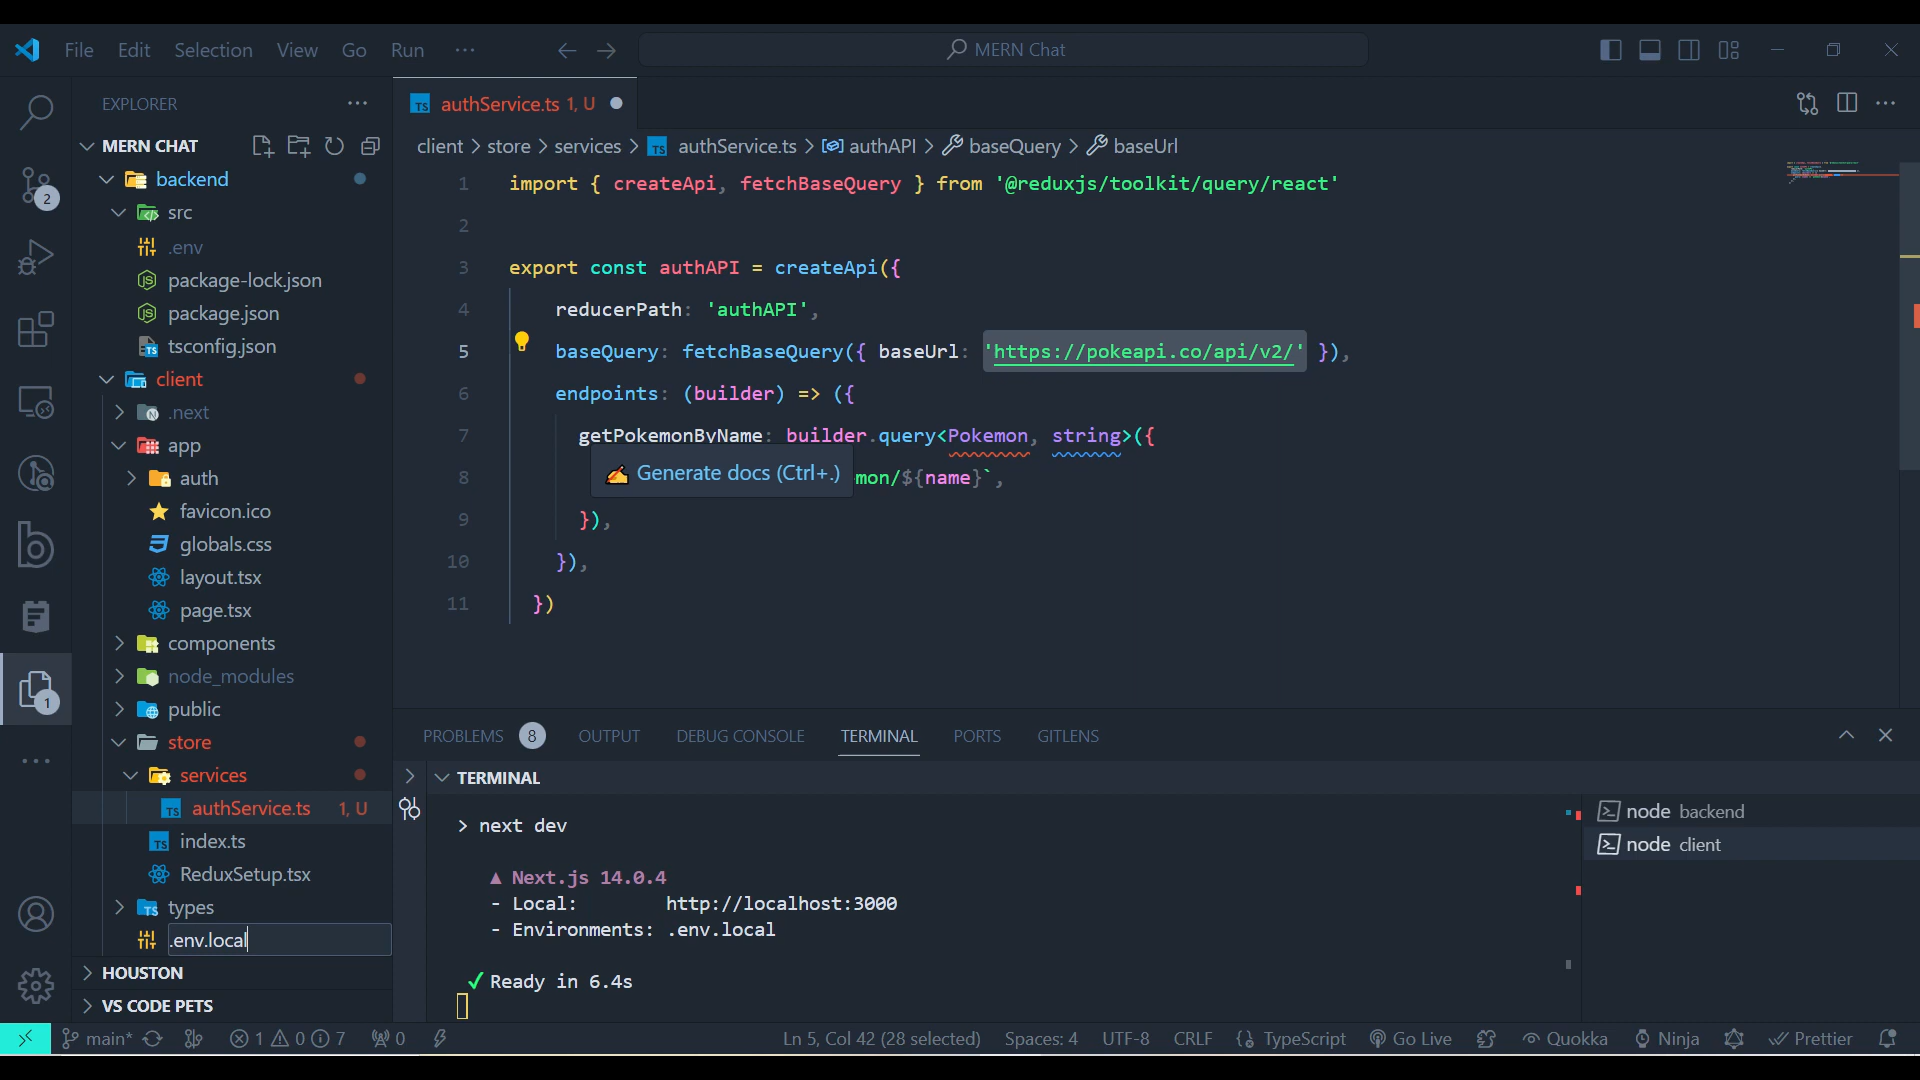 File Edit Selection View Go Run ··· MERN Chat
EXPLORER ···
MERN CHAT
backend
src
.env
package-lock.json
package.json
tsconfig.json
client
.next
app
auth
favicon.ico
globals.css
layout.tsx
page.tsx
components
node_modules
public
store
services
authService.ts 1, U
index.ts
ReduxSetup.tsx
types
.env.local
HOUSTON
VS CODE PETS
2
1
authService.ts 1, U
client > store > services > TS authService.ts > authAPI > baseQuery > baseUrl
1 import { createApi, fetchBaseQuery } from '@reduxjs/toolkit/query/react'
2
3 export const authAPI = createApi({
4 reducerPath: 'authAPI',
5 baseQuery: fetchBaseQuery({ baseUrl: 'https://pokeapi.co/api/v2/' }),
6 endpoints: (builder) => ({
7 getPokemonByName: builder.query<Pokemon, string>({
8 mon/${name}`,
Generate docs (Ctrl+.)
9 }),
10 }),
11 })
PROBLEMS 8 OUTPUT DEBUG CONSOLE TERMINAL PORTS GITLENS
TERMINAL
> next dev
▲ Next.js 14.0.4
- Local: http://localhost:3000
- Environments: .env.local
✓ Ready in 6.4s
node backend
node client
main* 1 0 7 0 Ln 5, Col 42 (28 selected) Spaces: 4 UTF-8 CRLF TypeScript Go Live Quokka Ninja Prettier